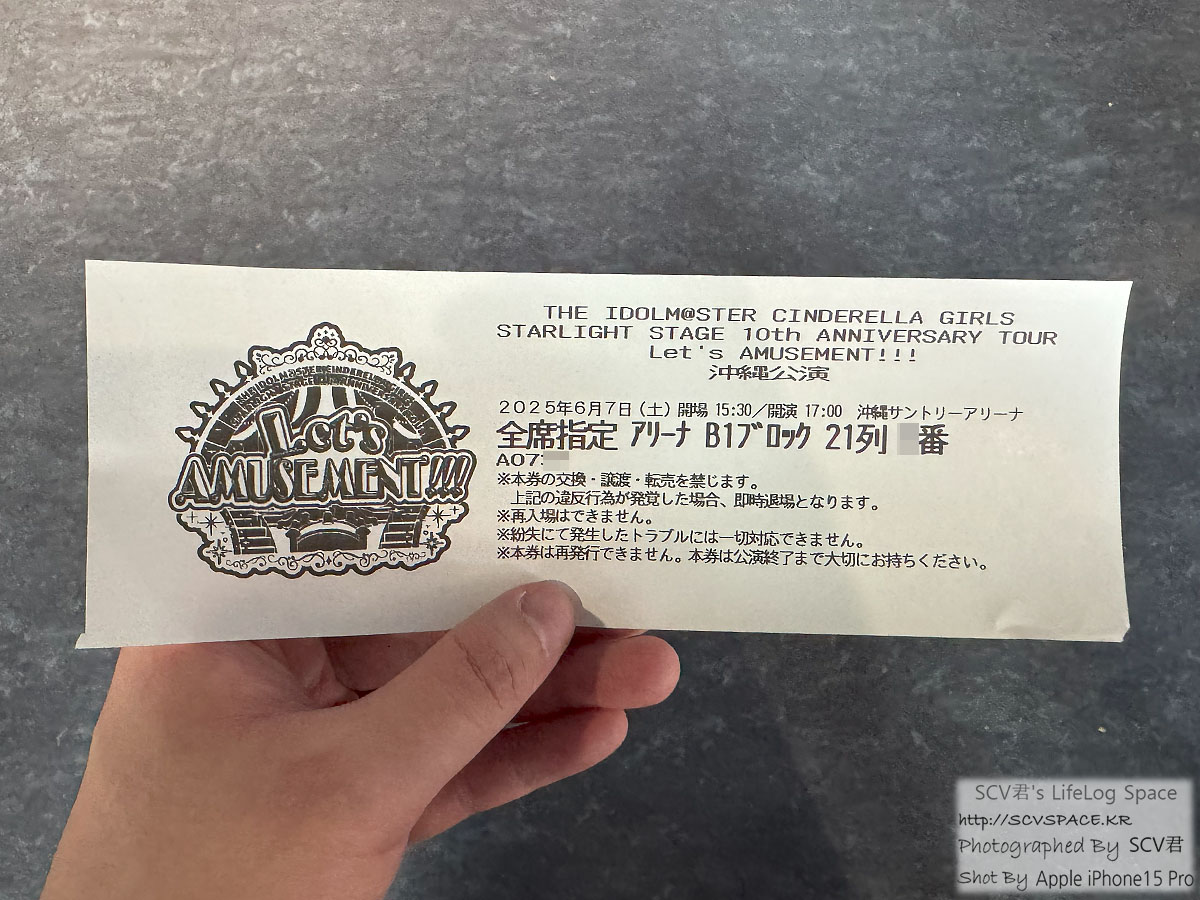 THE IDOLM@STER CINDERELLA GIRLS
STARLIGHT STAGE 10th ANNIVERSARY TOUR
Let's AMUSEMENT!!!
沖縄公演
2025年6月7日(土) 開場 15:30/開演 17:00 沖縄サントリーアリーナ
全席指定 アリーナ B1ブロック 21列 番
A07
※本券の交換・譲渡・転売を禁じます。
上記の違反行為が発覚した場合、即時退場となります。
※再入場はできません。
※紛失にて発生したトラブルには一切対応できません。
※本券は再発行できません。本券は公演終了まで大切にお持ちください。
Let's
AMUSEMENT!!!
SCV君's LifeLog Space
http://SCVSPACE.KR
Photographed By SCV君
Shot By Apple iPhone15 Pro